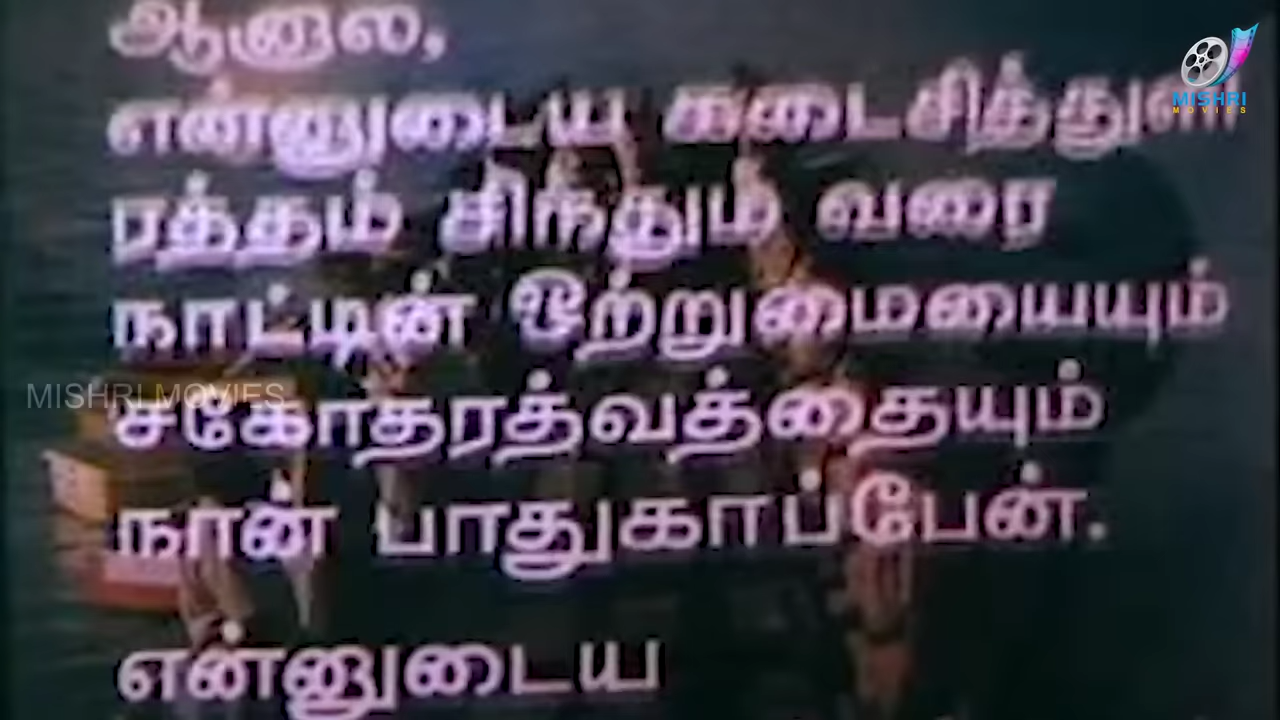 ஆனால்,
என்னுடைய கடைசித்துளி
ரத்தம் சிந்தும் வரை
நாட்டின் ஒற்றுமையையும்
சகோதரத்வத்தையும்
நான் பாதுகாப்பேன்.
என்னுடைய
MISHRI
MOVIES
MISHRI MOVIES